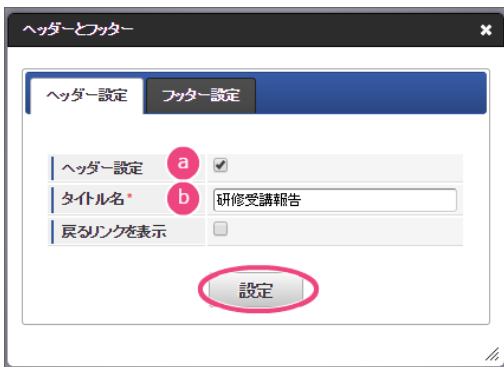 ヘッダーとフッター
ヘッダー設定 フッター設定
ヘッダー設定 a
タイトル名* b 研修受講報告
戻るリンクを表示
設定